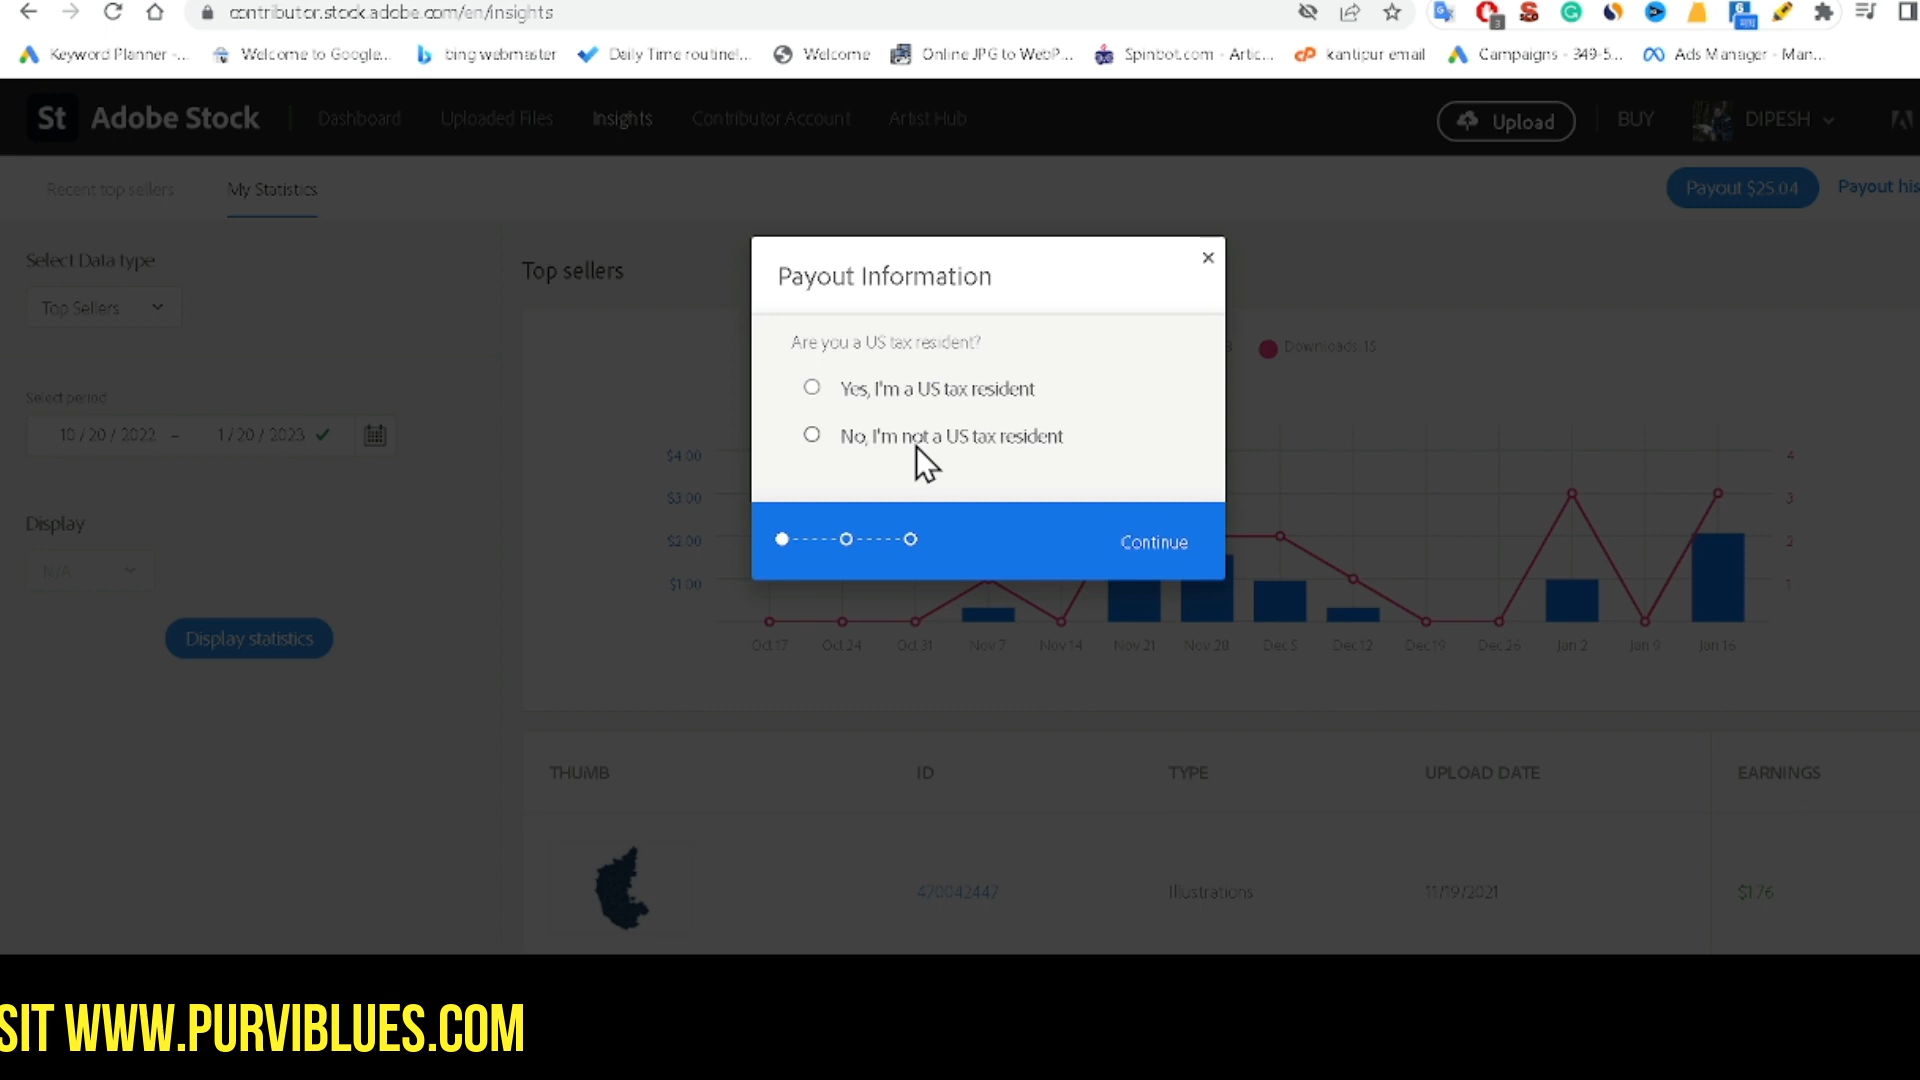 contributor.stock.adobe.com/en/insights
Keyword Planner -... Welcome to Google... bing webmaster Daily Time routine!... Welcome Online JPG to WebP... Spinbot.com - Artic... kantipur email Campaigns - 349-5... Ads Manager - Man...
St Adobe Stock Dashboard Uploaded Files Insights Contributor Account Artist Hub Upload BUY DIPESH
Recent top sellers My Statistics Payout $25.04 Payout his
Select Data type
Top Sellers
Select period
10 / 20 / 2022 - 1 / 20 / 2023
Display
N/A
Display statistics
Top sellers
Downloads 15
Payout Information
×
Are you a US tax resident?
Yes, I'm a US tax resident
No, I'm not a US tax resident
Continue
$4.00 4
$3.00 3
$2.00 2
$1.00 1
Oct 17 Oct 24 Oct 31 Nov 7 Nov 14 Nov 21 Nov 28 Dec 5 Dec 12 Dec 19 Dec 26 Jan 2 Jan 9 Jan 16
THUMB ID TYPE UPLOAD DATE EARNINGS
470042447 Illustrations 11/19/2021 $1.76
SIT WWW.PURVIBLUES.COM